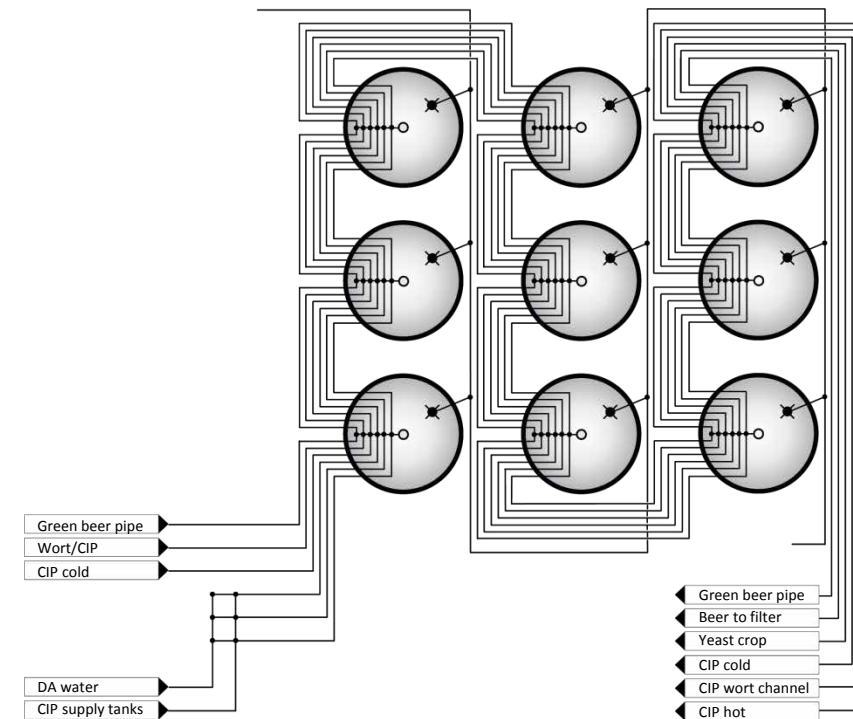 Green beer pipe
Wort/CIP
CIP cold
DA water
CIP supply tanks
Green beer pipe
Beer to filter
Yeast crop
CIP cold
CIP wort channel
CIP hot